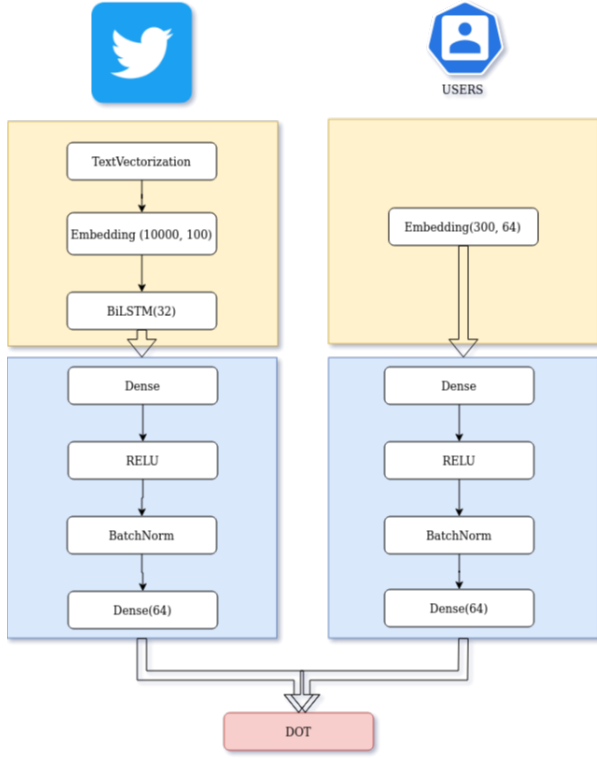 USERS
TextVectorization
Embedding (10000, 100)
BiLSTM(32)
Embedding(300, 64)
Dense
RELU
BatchNorm
Dense(64)
Dense
RELU
BatchNorm
Dense(64)
DOT